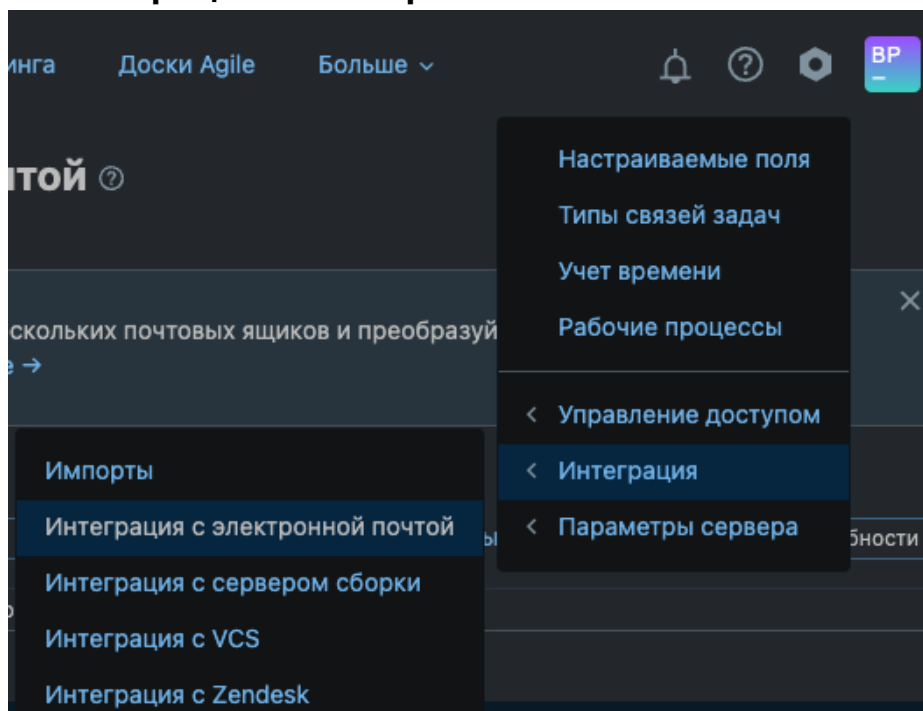 инга Доски Agile Больше BP
той
Настраиваемые поля
Типы связей задач
Учет времени
скольких почтовых ящиков и преобразуй
Рабочие процессы
е →
Управление доступом
Импорты
Интеграция
Интеграция с электронной почтой
Параметры сервера
бности
Интеграция с сервером сборки
Интеграция с VCS
Интеграция с Zendesk